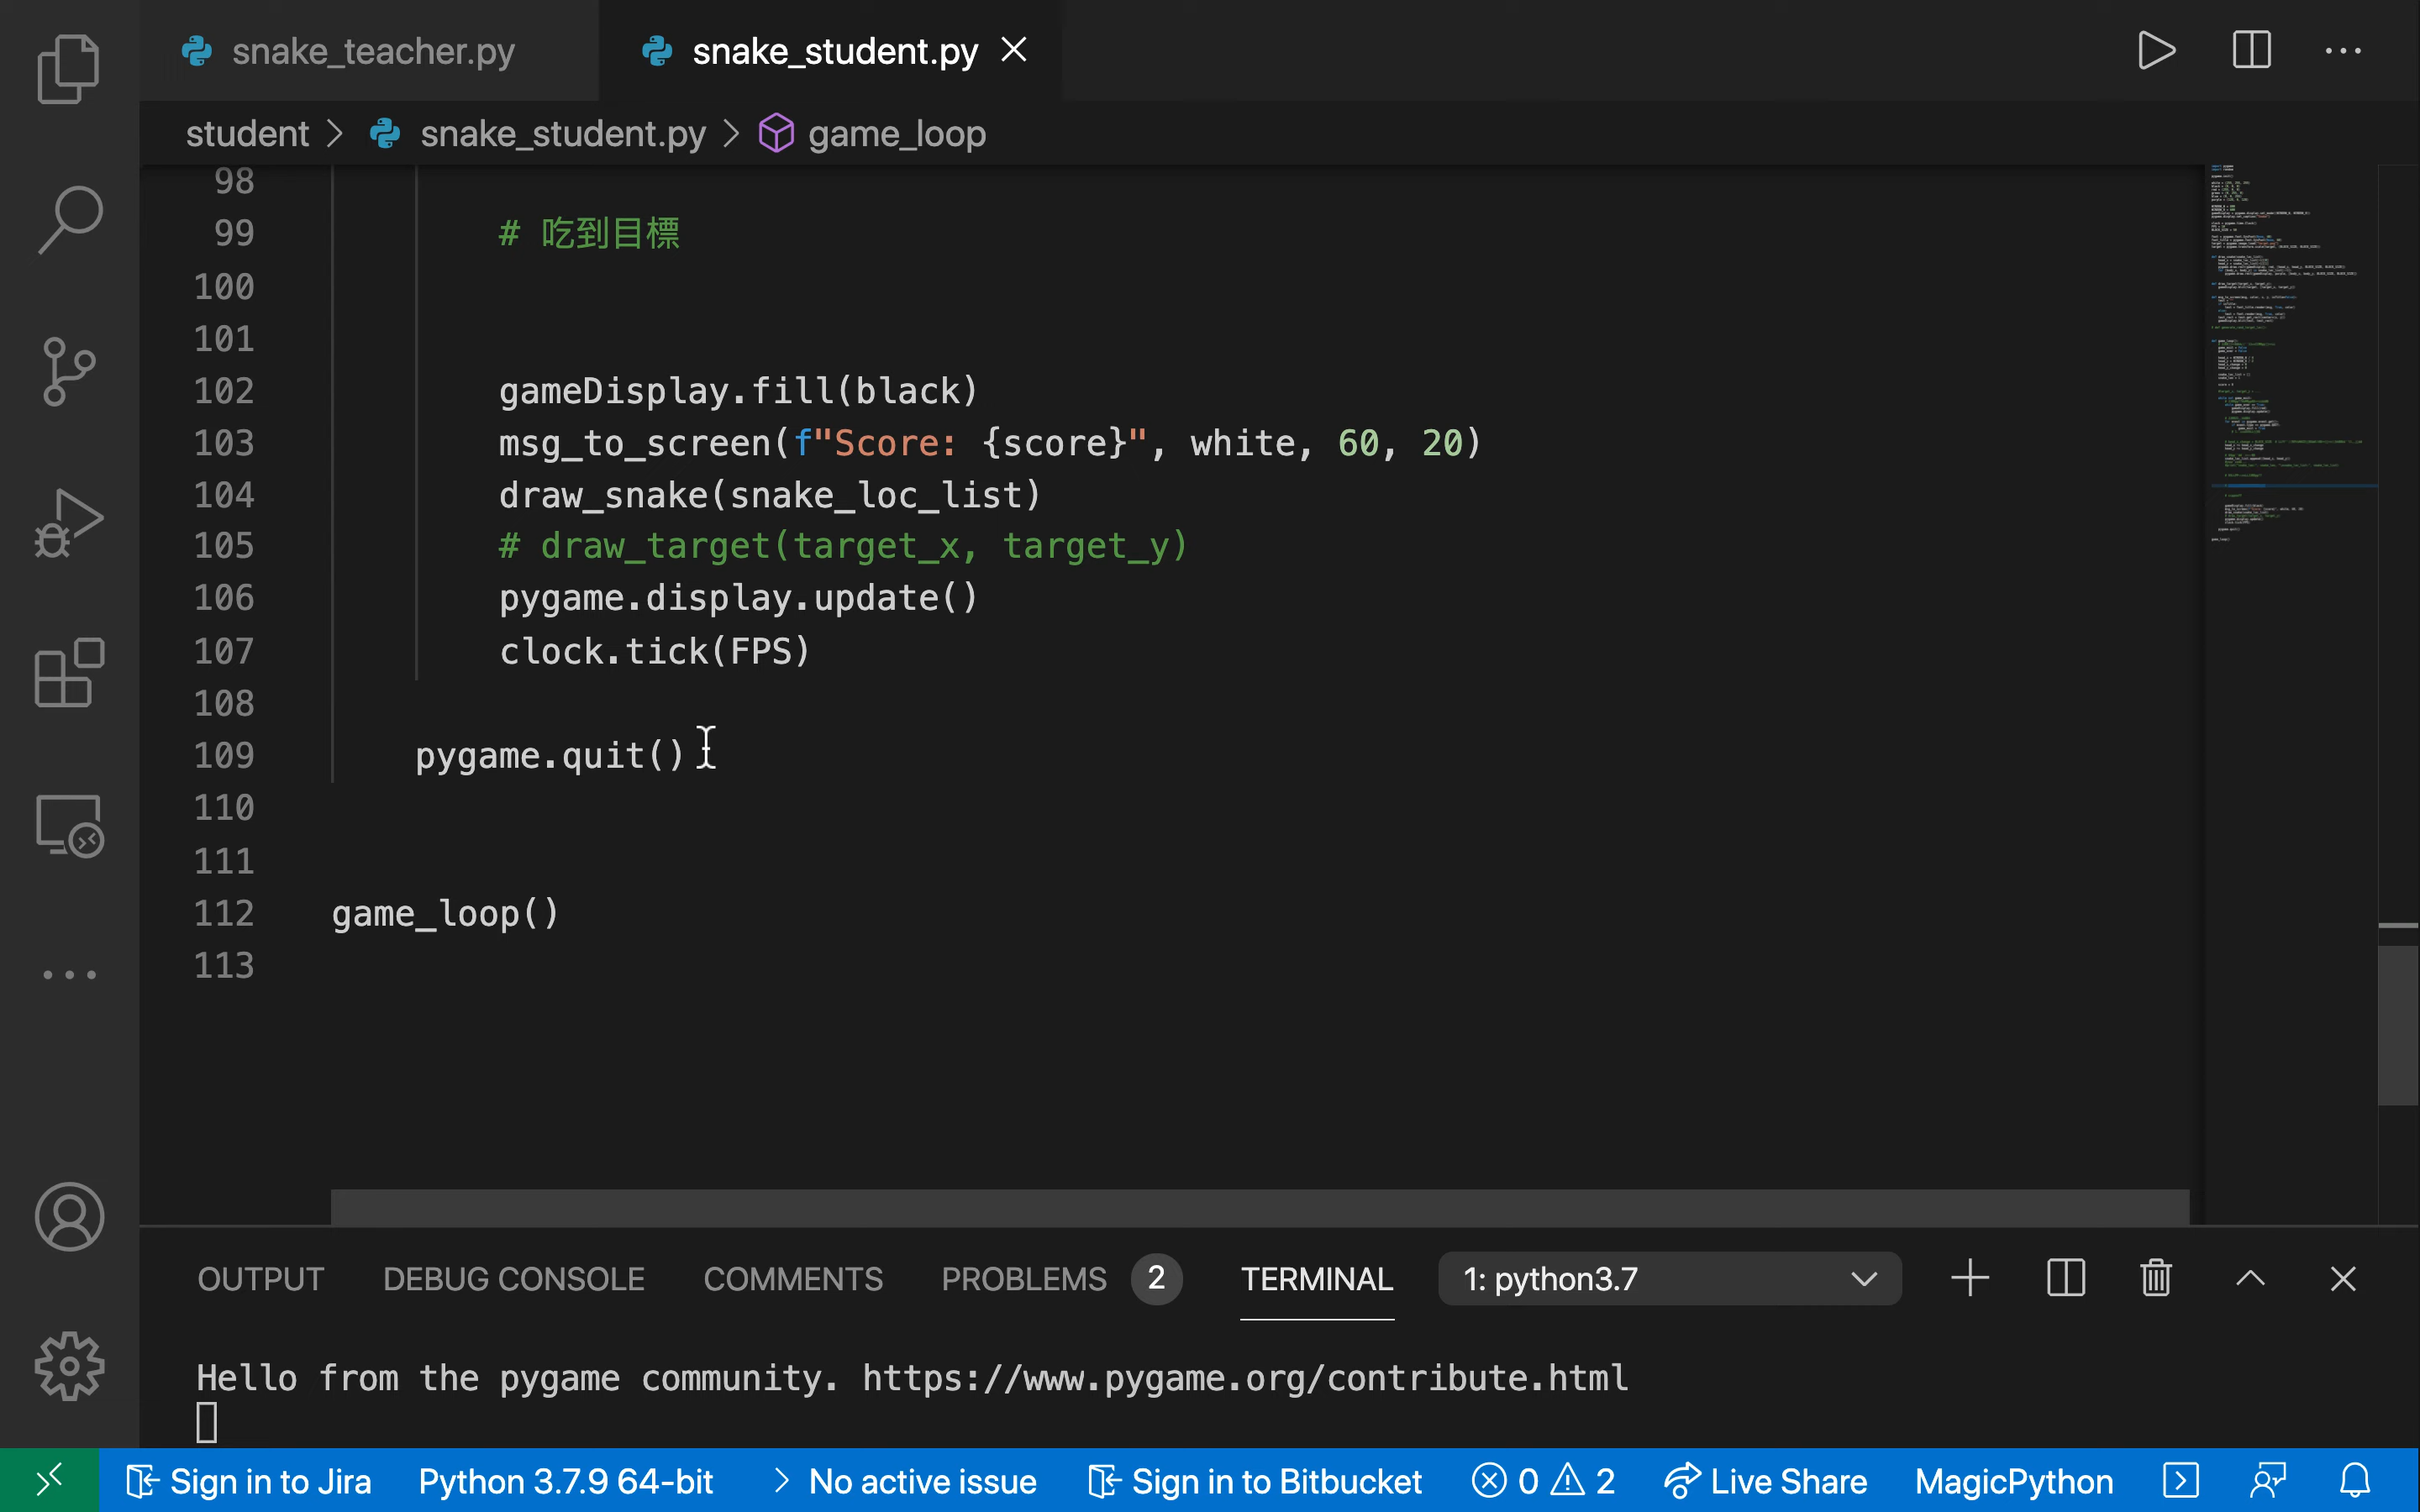 snake_teacher.py
snake_student.py
student
snake_student.py
game_loop
98
99 # 吃到目標
100
101
102 gameDisplay.fill(black)
103 msg_to_screen(f"Score: {score}", white, 60, 20)
104 draw_snake(snake_loc_list)
105 # draw_target(target_x, target_y)
106 pygame.display.update()
107 clock.tick(FPS)
108
109 pygame.quit()
110
111
112 game_loop()
113
OUTPUT
DEBUG CONSOLE
COMMENTS
PROBLEMS 2
TERMINAL
1: python3.7
Hello from the pygame community. https://www.pygame.org/contribute.html
Sign in to Jira
Python 3.7.9 64-bit
No active issue
Sign in to Bitbucket
0
2
Live Share
MagicPython